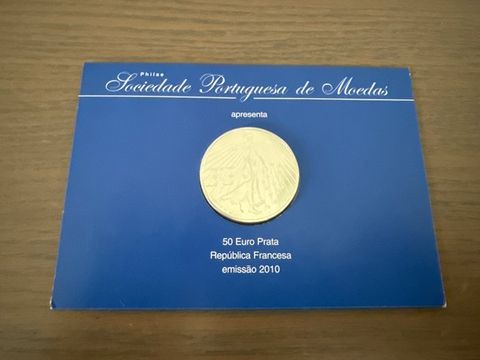 Philae
Sociedade Portuguesa de Moedas
apresenta
50 Euro Prata
República Francesa
emissão 2010